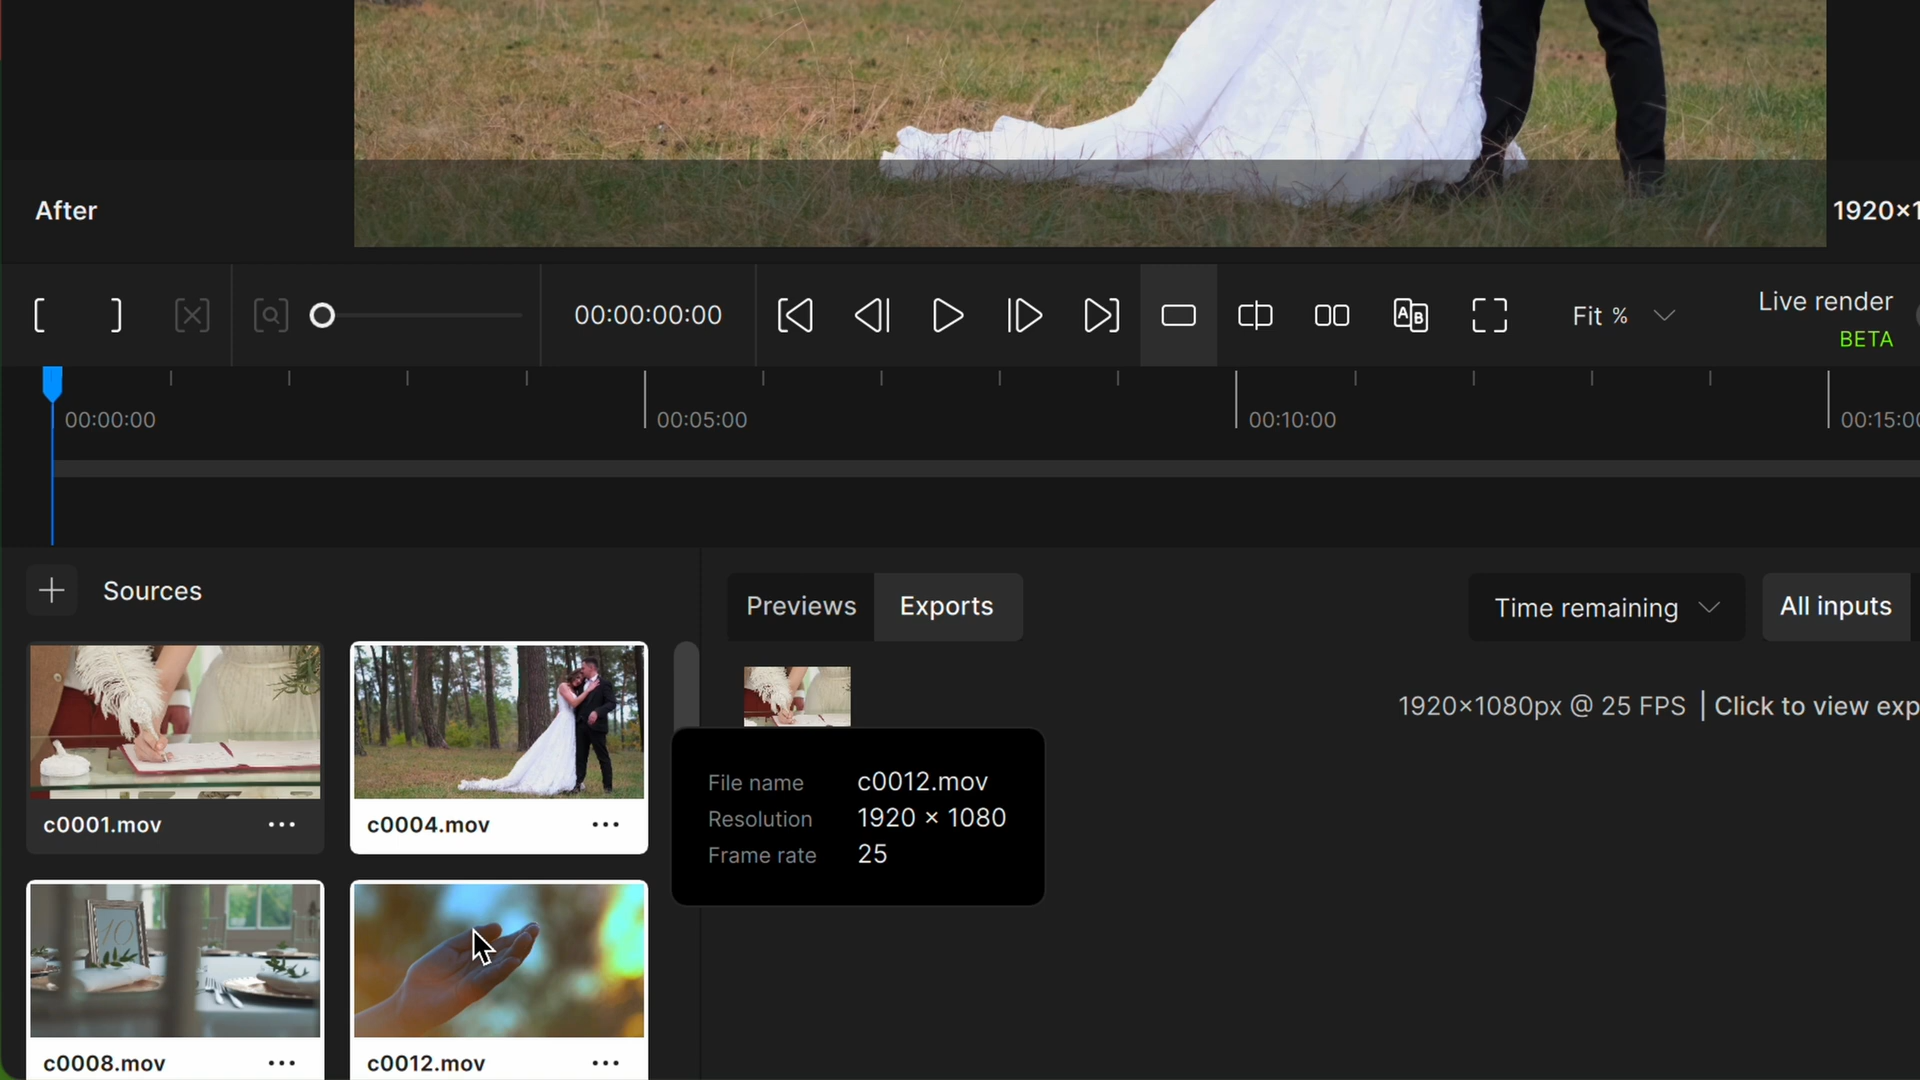 After
1920×1
00:00:00:00
Fit %
Live render
BETA
00:00:00
00:05:00
00:10:00
00:15:00
Sources
Previews
Exports
Time remaining
All inputs
1920×1080px @ 25 FPS | Click to view exp
File name c0012.mov
Resolution 1920 × 1080
Frame rate 25
c0001.mov
c0004.mov
10
c0008.mov
c0012.mov